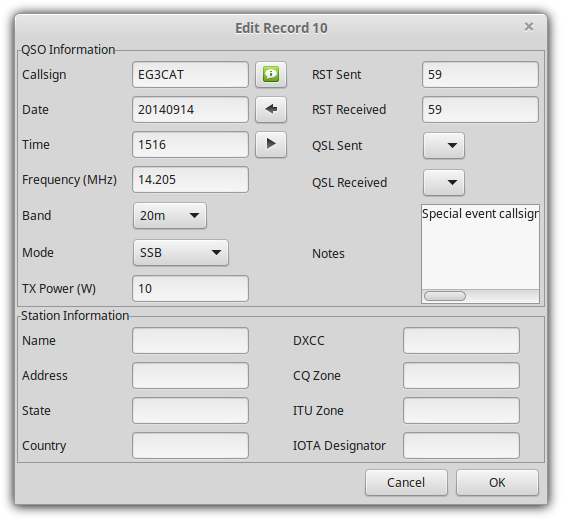 Edit Record 10
QSO Information
Callsign EG3CAT RST Sent 59
Date 20140914 RST Received 59
Time 1516 QSL Sent
Frequency (MHz) 14.205 QSL Received
Band 20m
Special event callsign
Mode SSB Notes
TX Power (W) 10
Station Information
Name DXCC
Address CQ Zone
State ITU Zone
Country IOTA Designator
Cancel OK